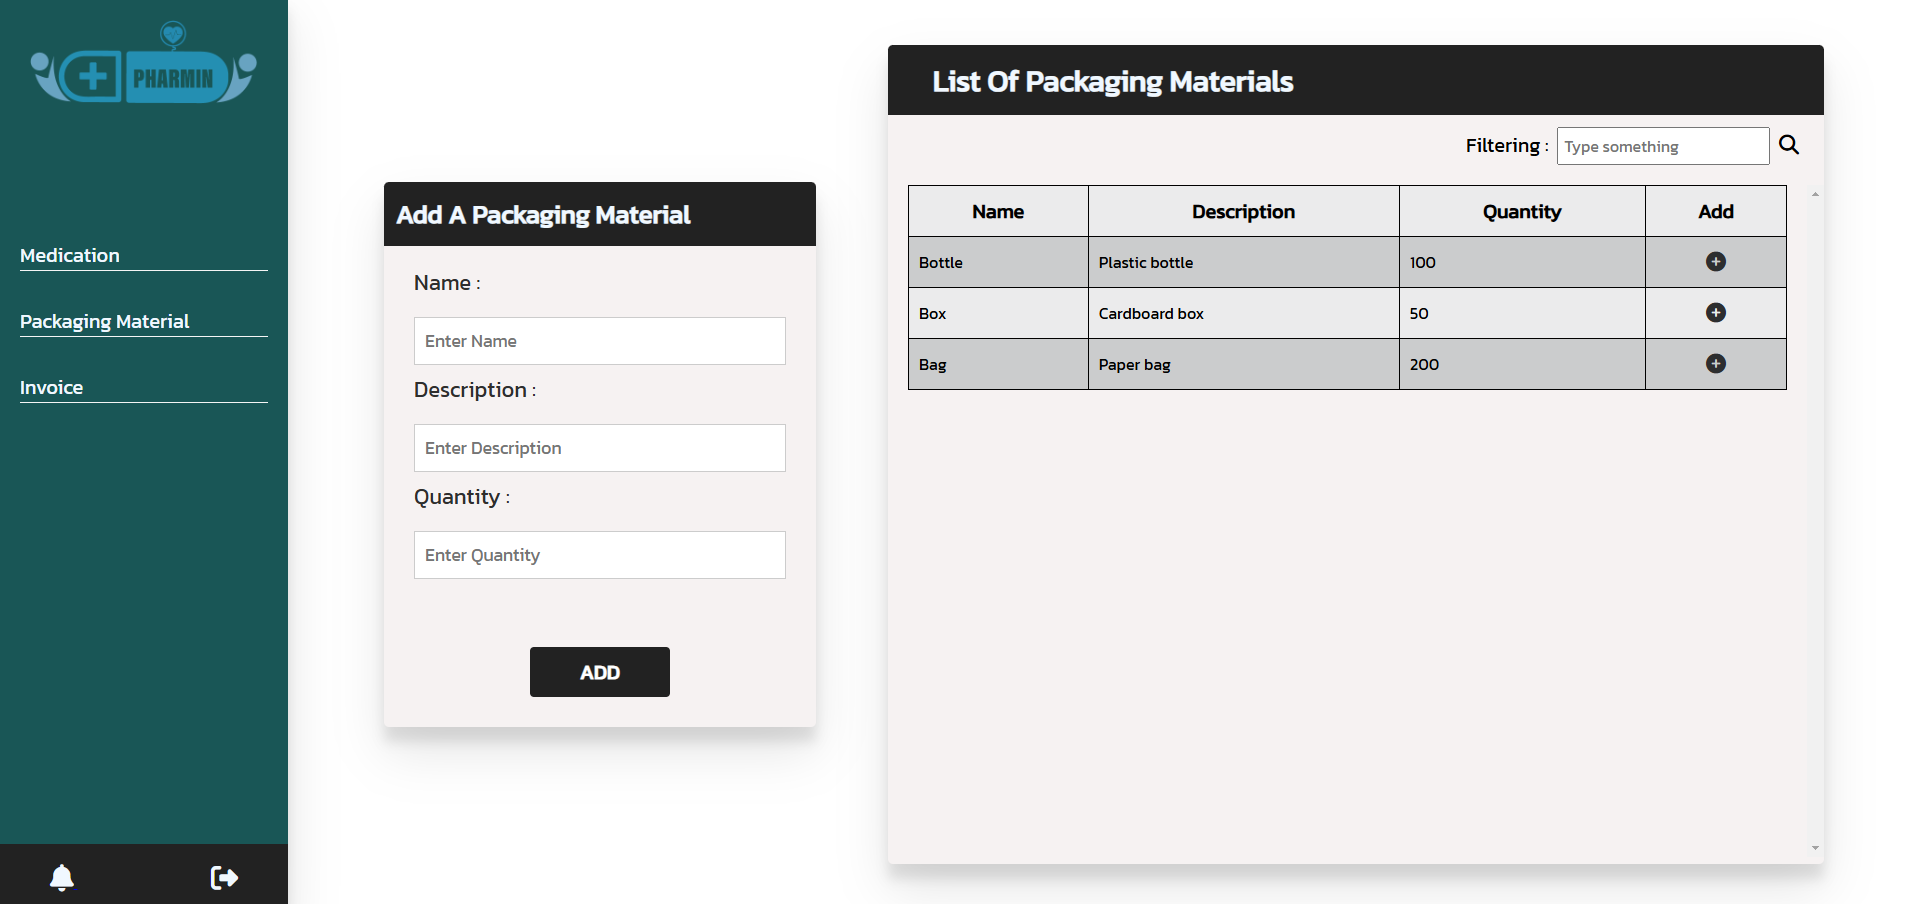 PHARMIN
Medication
Packaging Material
Invoice
Add A Packaging Material
Name :
Enter Name
Description :
Enter Description
Quantity :
Enter Quantity
ADD
List Of Packaging Materials
Filtering : Type something
Name Description Quantity Add
Bottle Plastic bottle 100
Box Cardboard box 50
Bag Paper bag 200